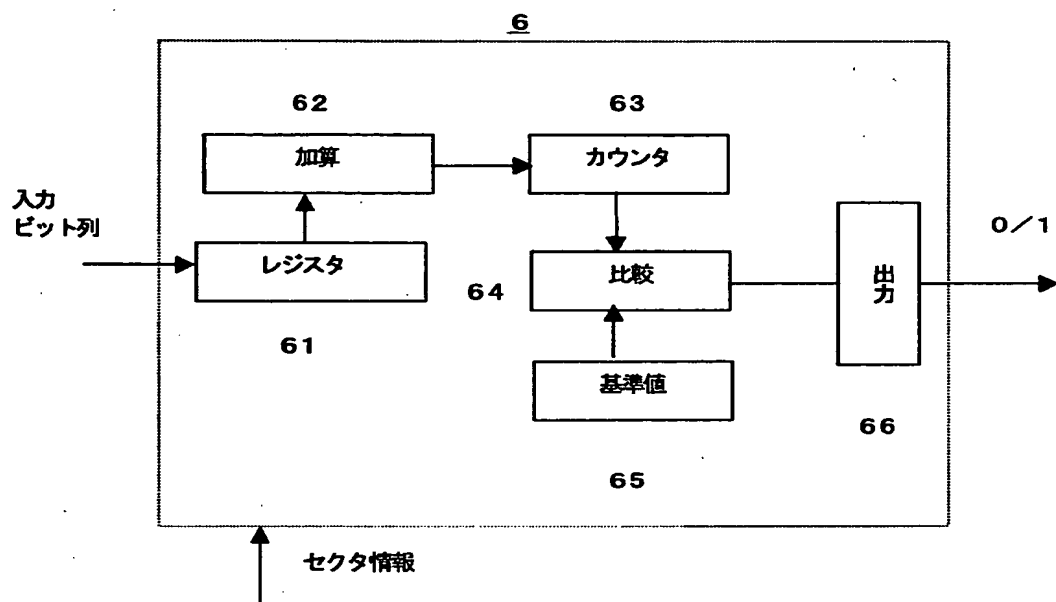 6
62
63
加算
カウンタ
入力
ビット列
0/1
レジスタ
64
比較
出力
61
基準値
66
65
セクタ情報